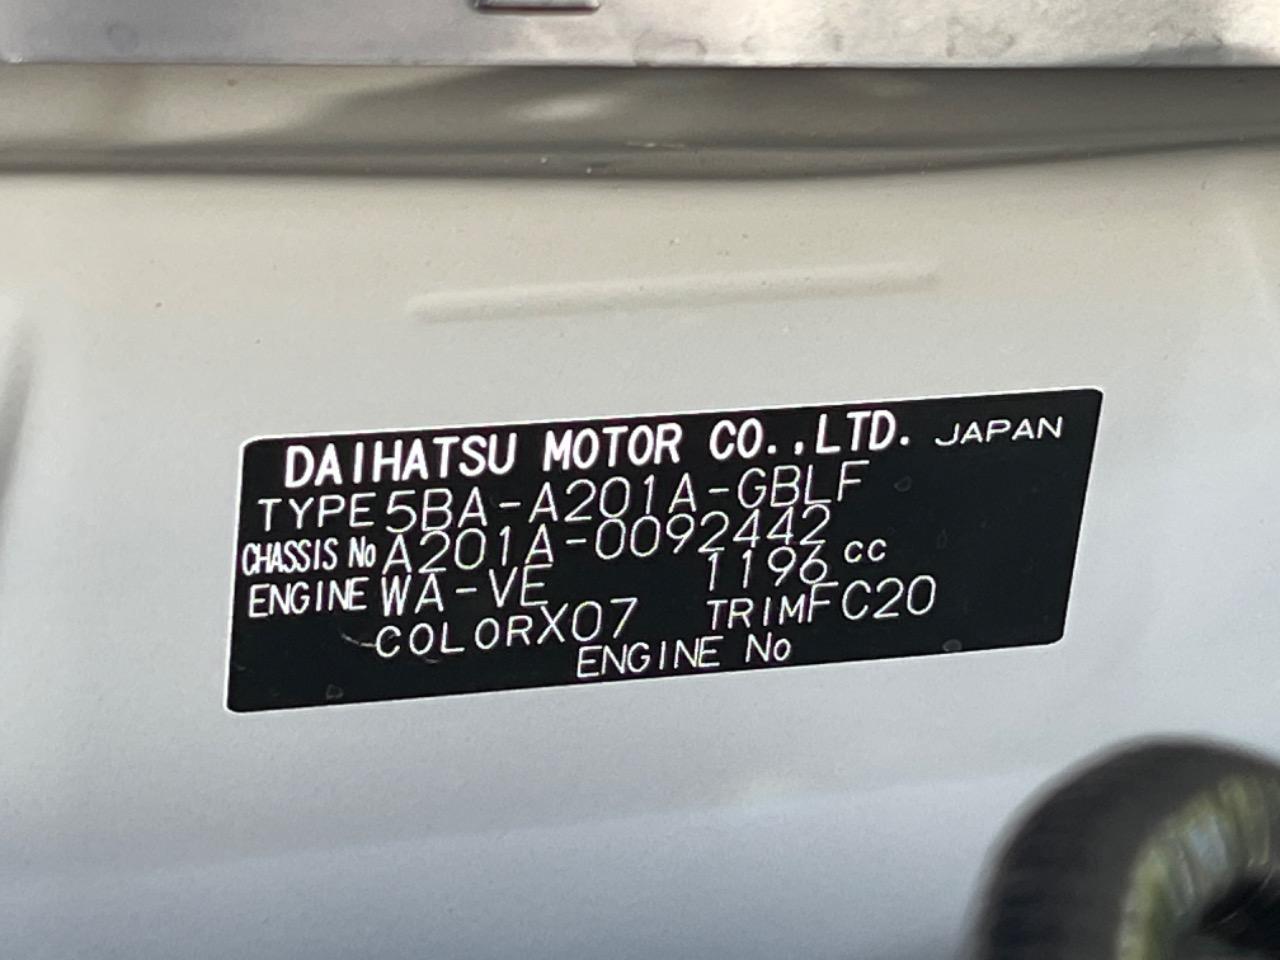 DAIHATSU MOTOR CO.,LTD. JAPAN
TYPE 5BA-A201A-GBLF
CHASSIS No A201A-0092442
ENGINE WA-VE 1196 cc
COLOR X07 TRIM FC20
ENGINE No